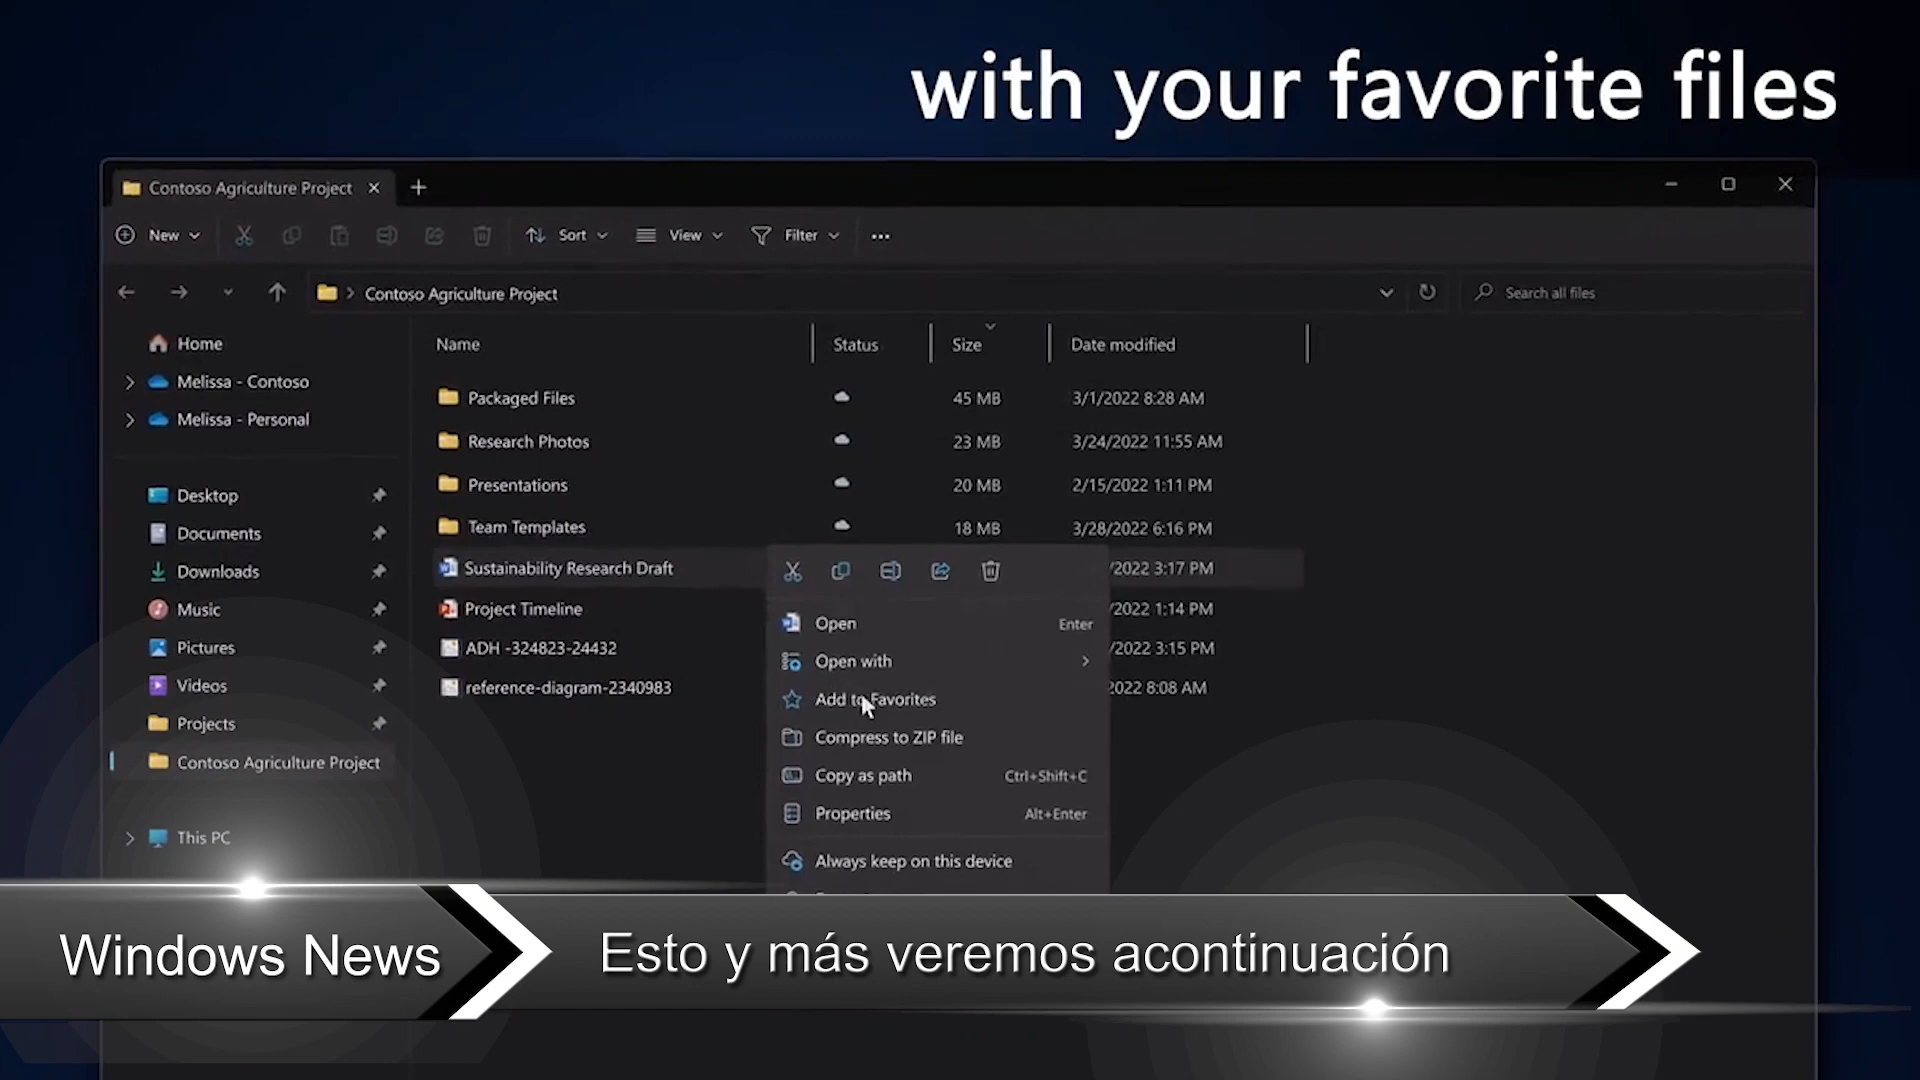 with your favorite files
Contoso Agriculture Project
New
Sort
View
Filter
Contoso Agriculture Project
Search all files
Home
Melissa - Contoso
Melissa - Personal
Desktop
Documents
Downloads
Music
Pictures
Videos
Projects
Contoso Agriculture Project
This PC
Name Status Size Date modified
Packaged Files 45 MB 3/1/2022 8:28 AM
Research Photos 23 MB 3/24/2022 11:55 AM
Presentations 20 MB 2/15/2022 1:11 PM
Team Templates 18 MB 3/28/2022 6:16 PM
Sustainability Research Draft /2022 3:17 PM
Project Timeline /2022 1:14 PM
ADH -324823-24432 /2022 3:15 PM
reference-diagram-2340983 2022 8:08 AM
Open Enter
Open with
Add to Favorites
Compress to ZIP file
Copy as path Ctrl+Shift+C
Properties Alt+Enter
Always keep on this device
Windows News
Esto y más veremos acontinuación